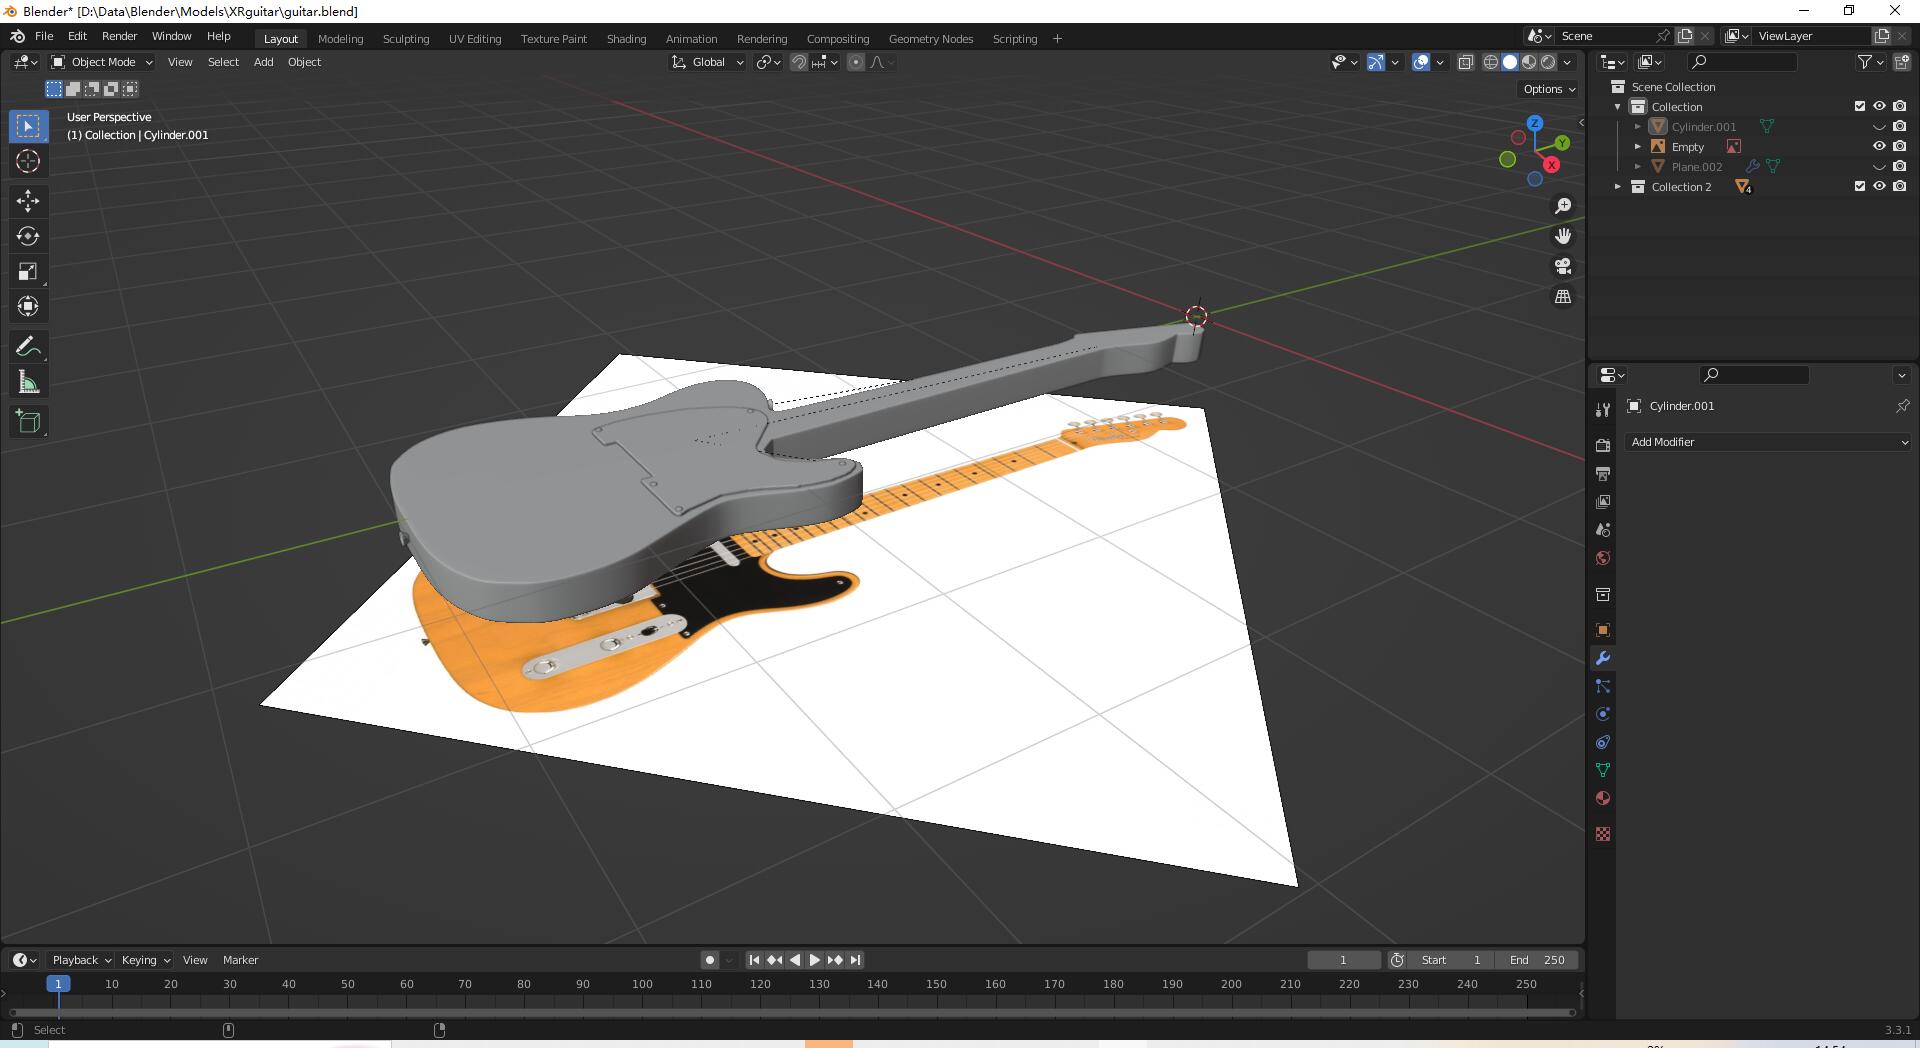 Blender* [D:\Data\Blender\Models\XRguitar\guitar.blend]
File Edit Render Window Help Layout Modeling Sculpting UV Editing Texture Paint Shading Animation Rendering Compositing Geometry Nodes Scripting + Scene ViewLayer
Object Mode View Select Add Object Global
Options
User Perspective
(1) Collection | Cylinder.001
Z
Y
X
Scene Collection
Collection
Cylinder.001
Empty
Plane.002
Collection 2 4
Cylinder.001
Add Modifier
Playback Keying View Marker 1 Start 1 End 250
1 10 20 30 40 50 60 70 80 90 100 110 120 130 140 150 160 170 180 190 200 210 220 230 240 250
Select 3.3.1